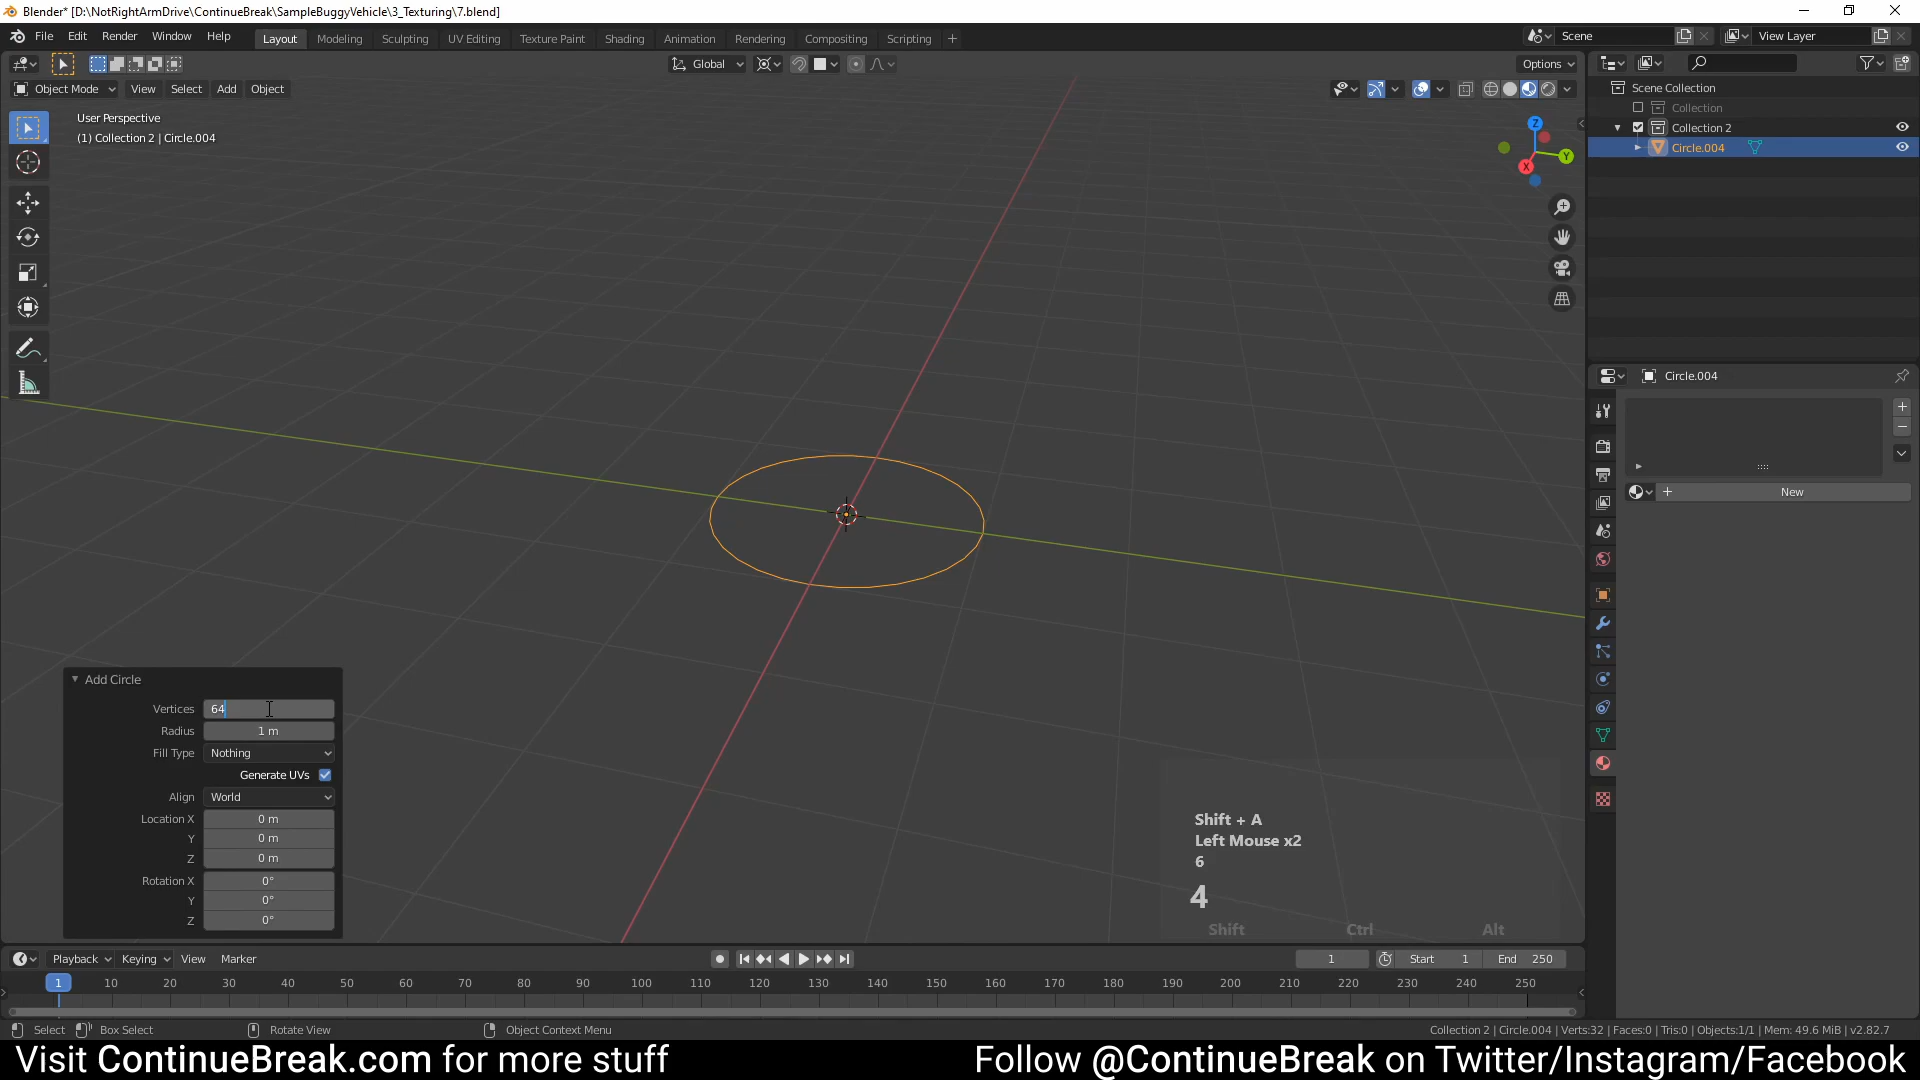 Blender* [D:\NotRightArmDrive\ContinueBreak\SampleBuggyVehicle\3_Texturing\7.blend]
File Edit Render Window Help Layout Modeling Sculpting UV Editing Texture Paint Shading Animation Rendering Compositing Scripting + Scene View Layer
Global Options
Object Mode View Select Add Object
Scene Collection
Collection
Collection 2
Circle.004
User Perspective
(1) Collection 2 | Circle.004
Z
Y
X
Circle.004
New
Add Circle
Vertices 64
Radius 1 m
Fill Type Nothing
Generate UVs
Align World
Location X 0 m
Y 0 m
Z 0 m
Rotation X 0°
Y 0°
Z 0°
Shift + A
Left Mouse x2
6
4
Shift Ctrl Alt
Playback Keying View Marker 1 Start 1 End 250
1 10 20 30 40 50 60 70 80 90 100 110 120 130 140 150 160 170 180 190 200 210 220 230 240 250
Select Box Select Rotate View Object Context Menu Collection 2 | Circle.004 | Verts:32 | Faces:0 | Tris:0 | Objects:1/1 | Mem: 49.6 MiB | v2.82.7
Visit ContinueBreak.com for more stuff Follow @ContinueBreak on Twitter/Instagram/Facebook